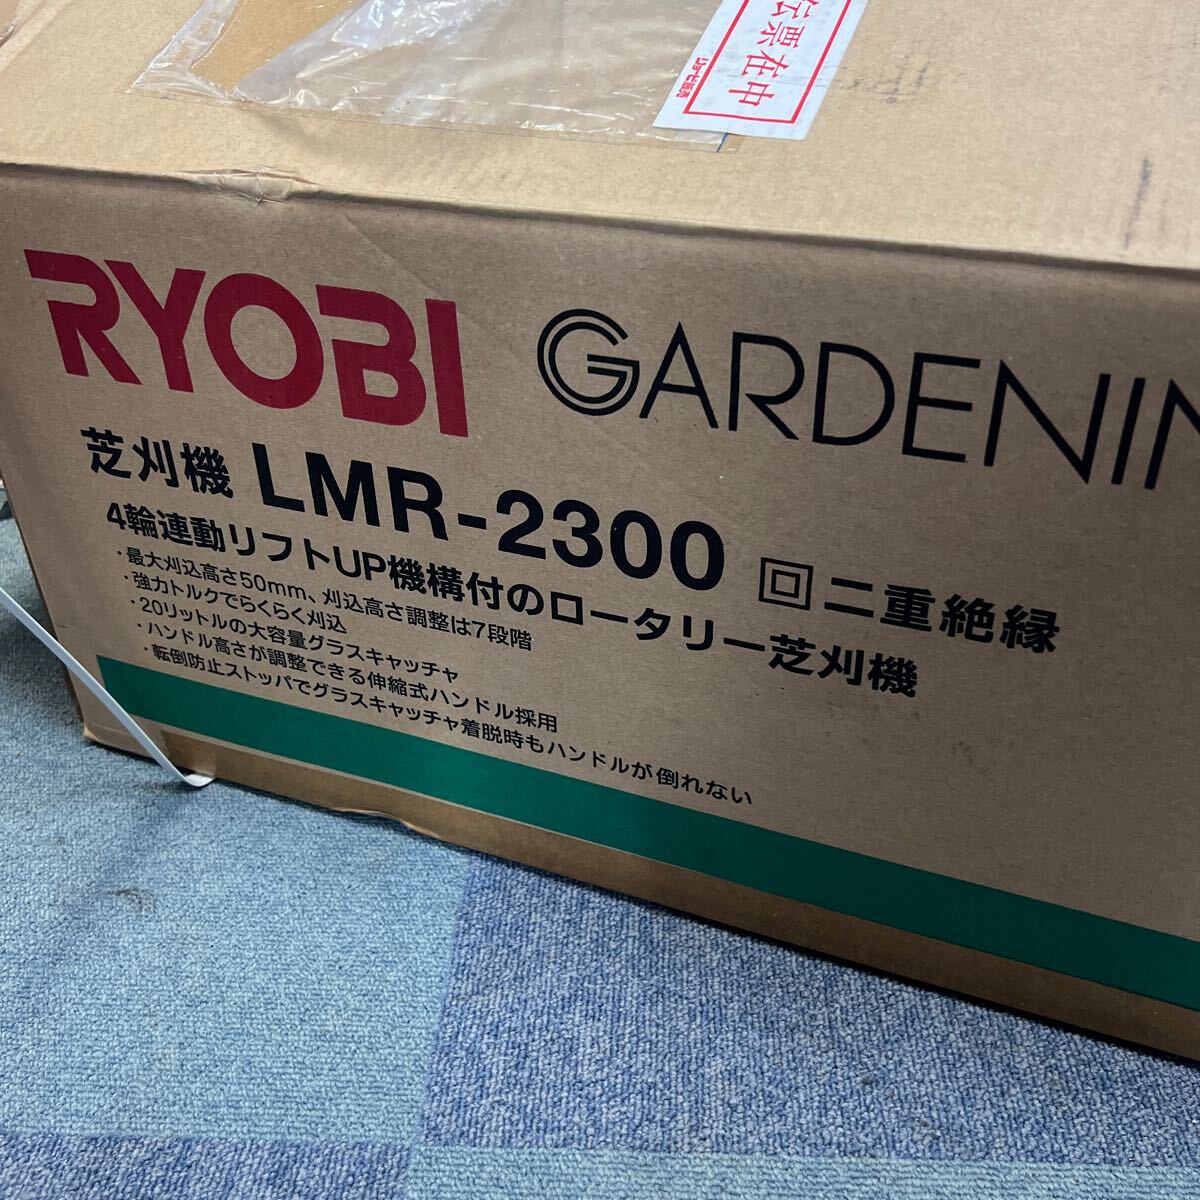 伝票在中
リョービ販売
RYOBI GARDENIN
芝刈機 LMR-2300 回 二重絶縁
4輪連動リフトUP機構付のロータリー芝刈機
・最大刈込高さ50mm、刈込高さ調整は7段階
・強力トルクでらくらく刈込
・20リットルの大容量グラスキャッチャ
・ハンドル高さが調整できる伸縮式ハンドル採用
・転倒防止ストッパでグラスキャッチャ着脱時もハンドルが倒れない